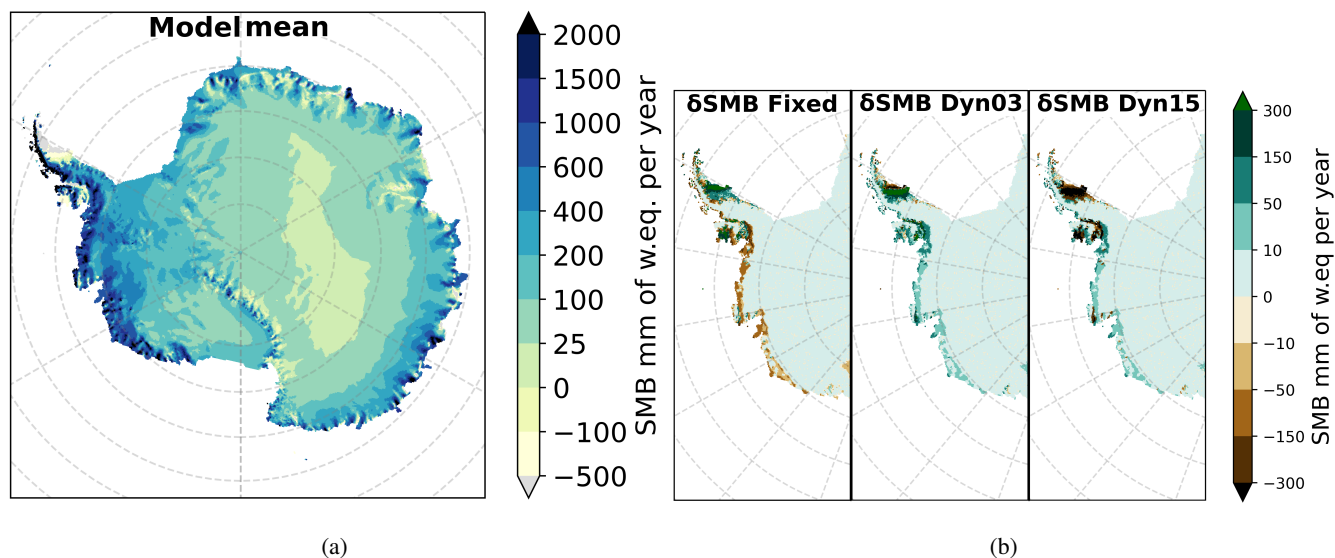 Model mean
2000
1500
1000
600
400
200
100
25
0
−100
−500
SMB mm of w.eq. per year
δSMB Fixed
δSMB Dyn03
δSMB Dyn15
300
150
50
10
0
−10
−50
−150
−300
SMB mm of w.eq per year
(a)
(b)